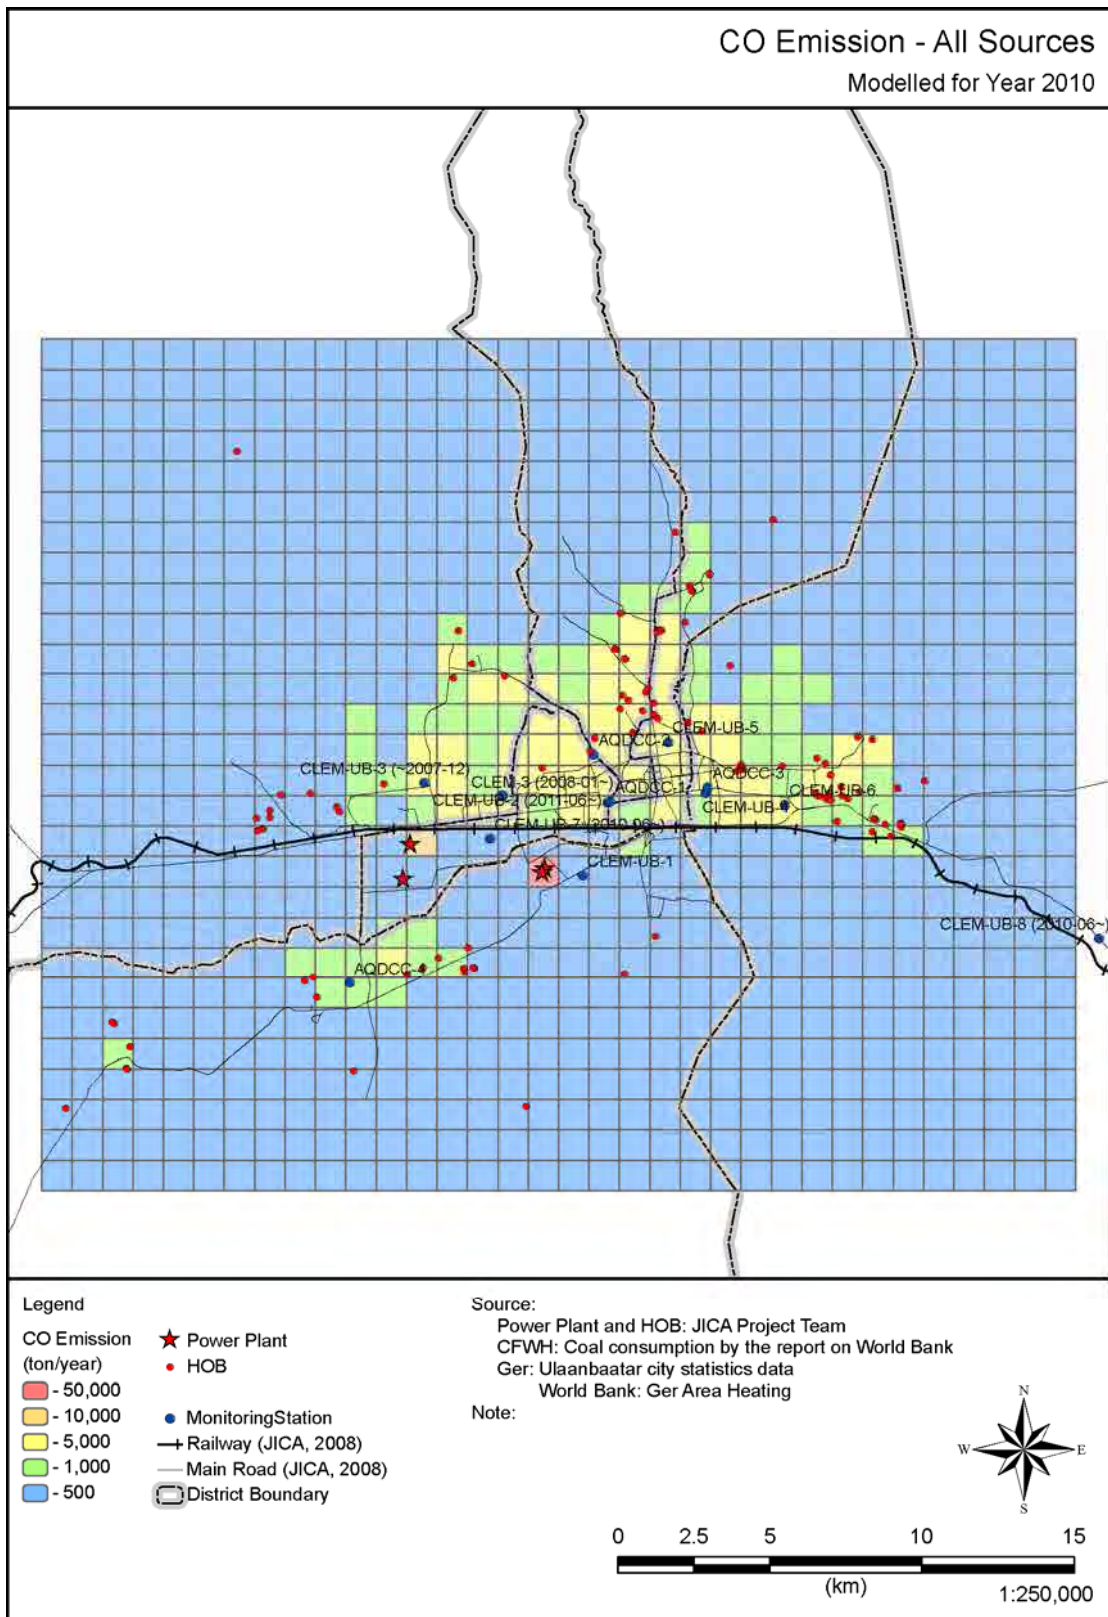 CO Emission - All Sources
Modelled for Year 2010
CLEM-UB-5
AQDCC-2
CLEM-UB-3 (~2007-12)
CLEM-3 (2008-01~)
AQDCC-3
CLEM-UB-2 (2011-06~)
AQDCC-1
CLEM-UB-6
CLEM-UB-7 (2010-06~)
CLEM-UB-1
CLEM-UB-8 (2010-06~)
AQDCC-4
Legend
CO Emission
(ton/year)
- 50,000
- 10,000
- 5,000
- 1,000
- 500
Power Plant
HOB
MonitoringStation
Railway (JICA, 2008)
Main Road (JICA, 2008)
District Boundary
Source:
Power Plant and HOB: JICA Project Team
CFWH: Coal consumption by the report on World Bank
Ger: Ulaanbaatar city statistics data
World Bank: Ger Area Heating
Note:
N
W E
S
0 2.5 5 10 15
(km)
1:250,000